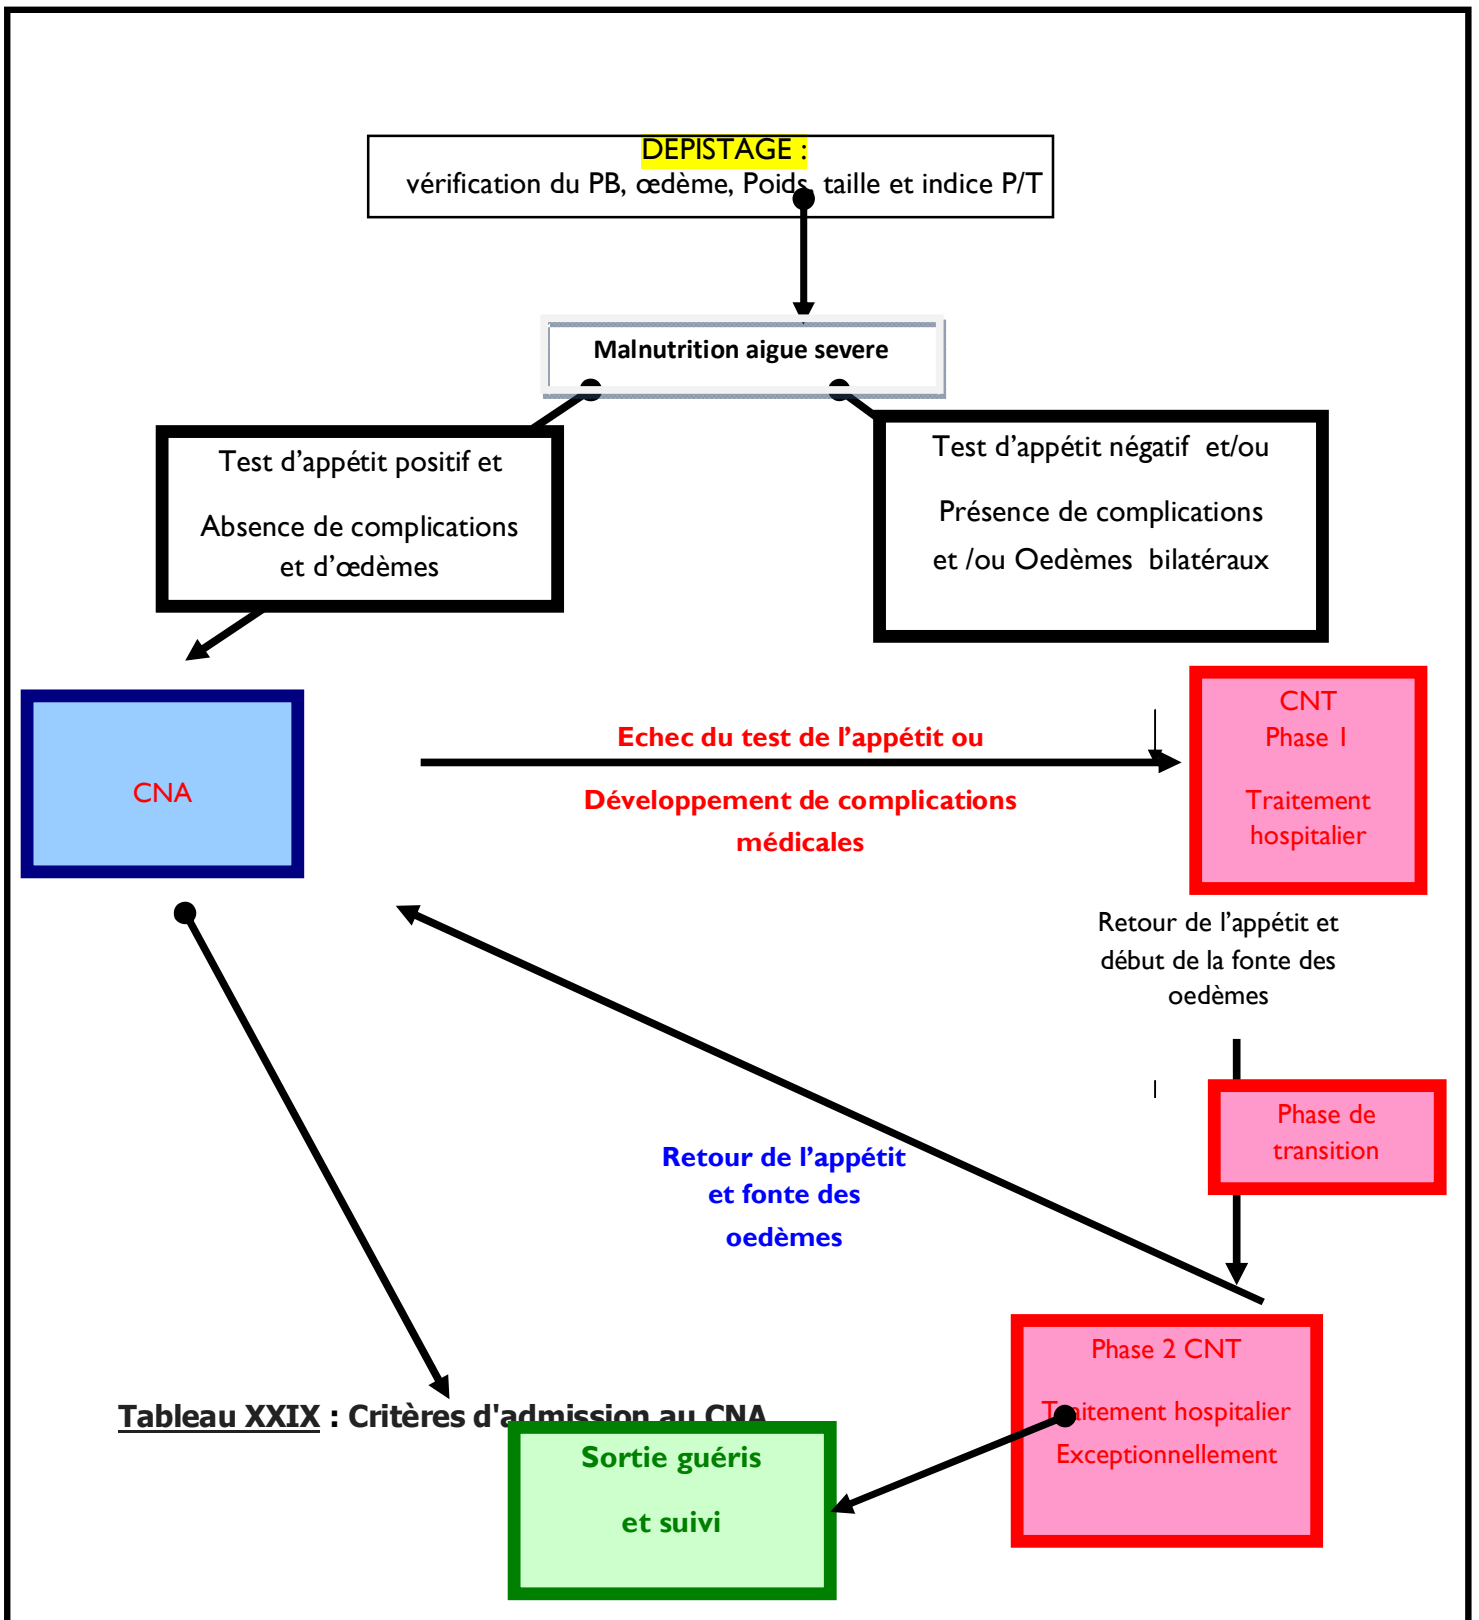 DEPISTAGE :
vérification du PB, œdème, Poids, taille et indice P/T
Malnutrition aigue severe
Test d’appétit positif et
Absence de complications
et d’œdèmes
Test d’appétit négatif et/ou
Présence de complications
et /ou Oedèmes bilatéraux
CNA
Echec du test de l’appétit ou
Développement de complications
médicales
CNT
Phase I
Traitement
hospitalier
Retour de l’appétit et
début de la fonte des
oedèmes
Phase de
transition
Retour de l’appétit
et fonte des
oedèmes
Phase 2 CNT
Traitement hospitalier
Exceptionnellement
Tableau XXIX : Critères d'admission au CNA
Sortie guéris
et suivi